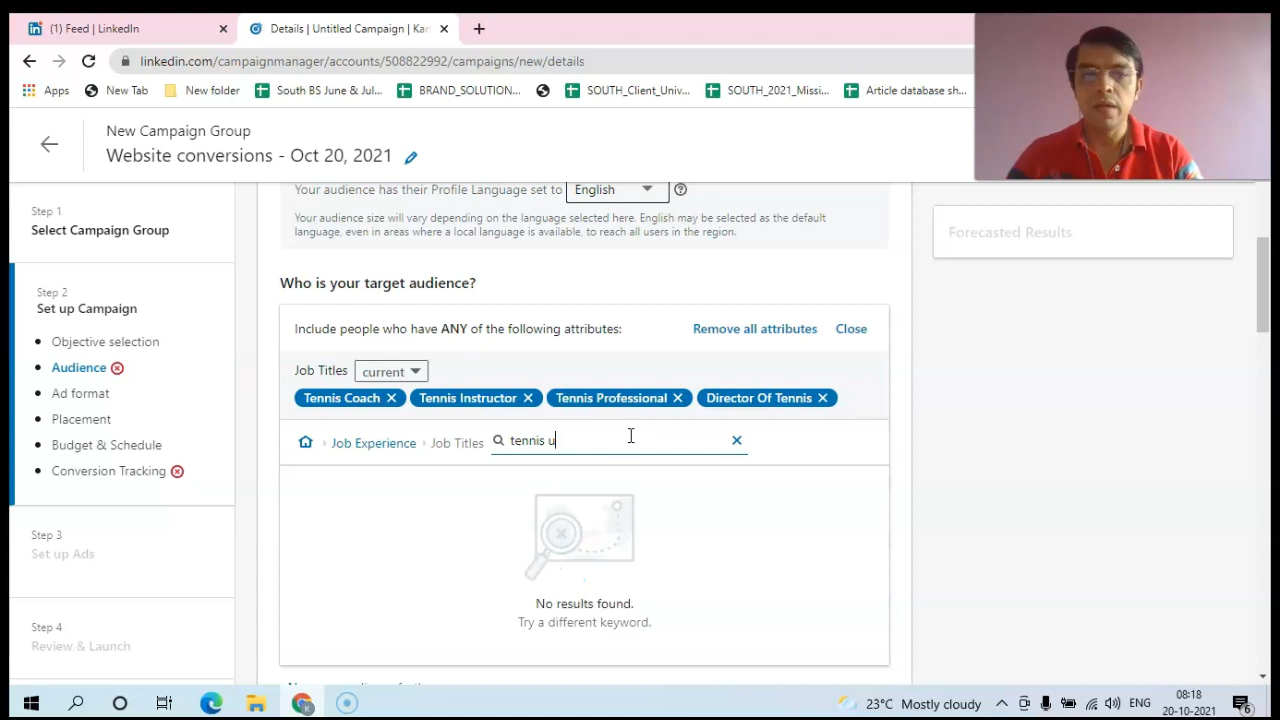 (1) Feed | LinkedIn
Details | Untitled Campaign | Kan
linkedin.com/campaignmanager/accounts/508822992/campaigns/new/details
Apps
New Tab
New folder
South BS June & Jul...
BRAND_SOLUTION...
SOUTH_Client_Univ...
SOUTH_2021_Missi...
Article database sh...
New Campaign Group
Website conversions - Oct 20, 2021
Step 1
Select Campaign Group
Step 2
Set up Campaign
Objective selection
Audience
Ad format
Placement
Budget & Schedule
Conversion Tracking
Step 3
Set up Ads
Step 4
Review & Launch
Your audience has their Profile Language set to English
Your audience size will vary depending on the language selected here. English may be selected as the default
language, even in areas where a local language is available, to reach all users in the region.
Who is your target audience?
Include people who have ANY of the following attributes:
Remove all attributes
Close
Job Titles current
Tennis Coach
Tennis Instructor
Tennis Professional
Director Of Tennis
Job Experience
Job Titles
tennis u
No results found.
Try a different keyword.
Forecasted Results
23°C Mostly cloudy
ENG
08:18
20-10-2021
6